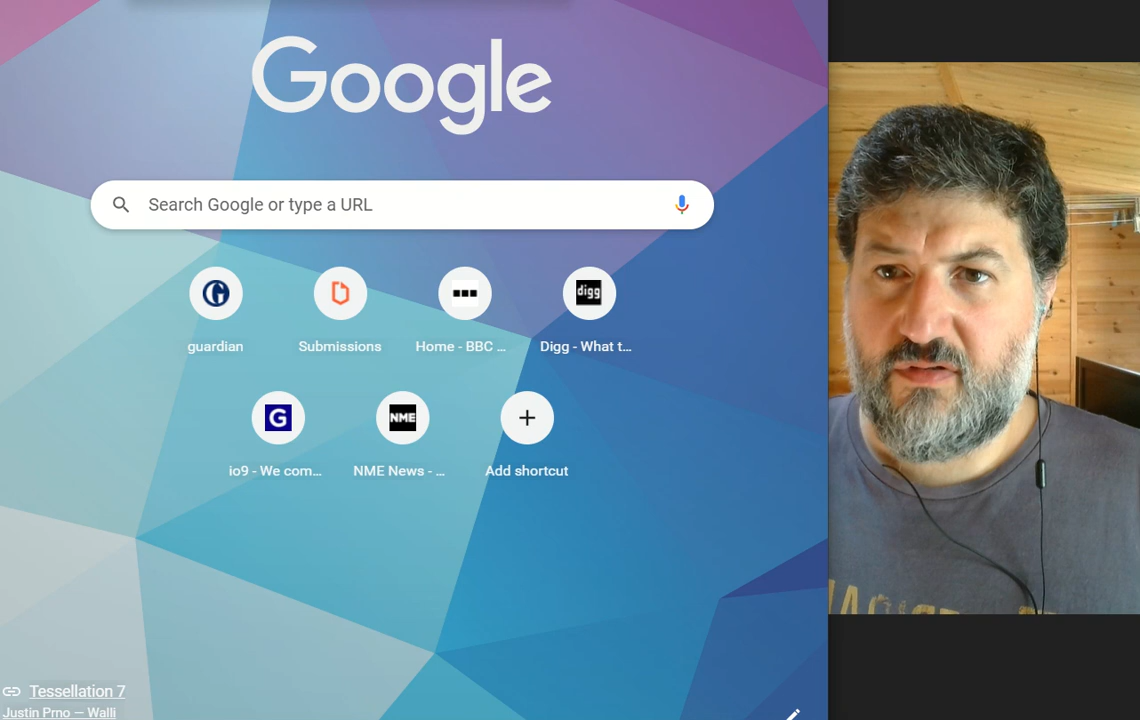 Google
Search Google or type a URL
digg
guardian
Submissions
Home - BBC ...
Digg - What t...
G
NME
io9 - We com...
NME News - ...
Add shortcut
Tessellation 7
Justin Prno — Walli